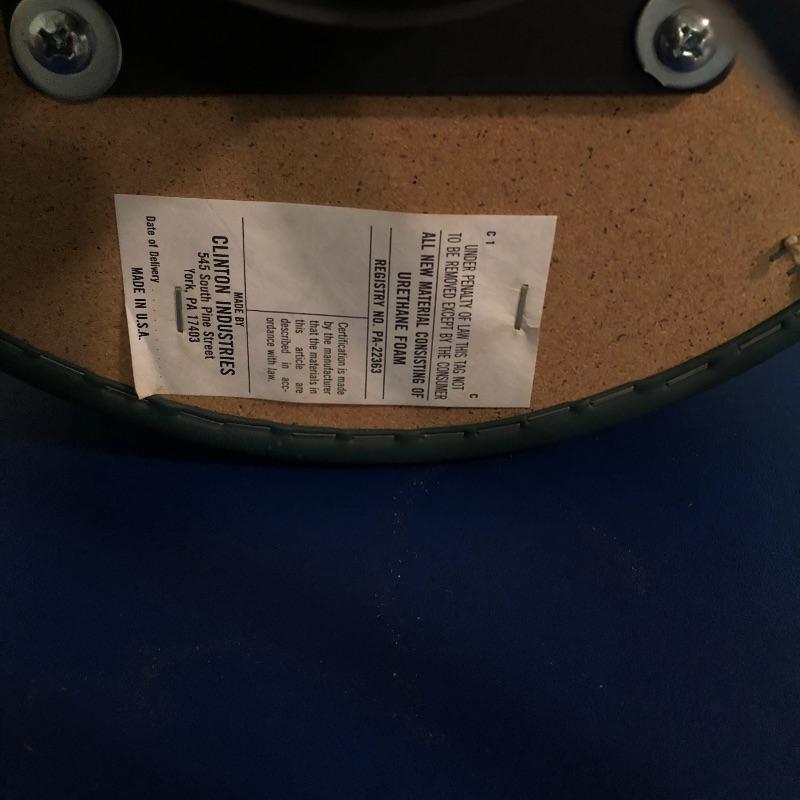 C 1
C
UNDER PENALTY OF LAW THIS TAG NOT
TO BE REMOVED EXCEPT BY THE CONSUMER
ALL NEW MATERIAL CONSISTING OF
URETHANE FOAM
REGISTRY NO. PA-22363
Certification is made
by the manufacturer
that the materials in
this article are
described in acc-
ordance with law.
MADE BY
CLINTON INDUSTRIES
545 South Pine Street
York, PA 17403
Date of Delivery
MADE IN U.S.A.